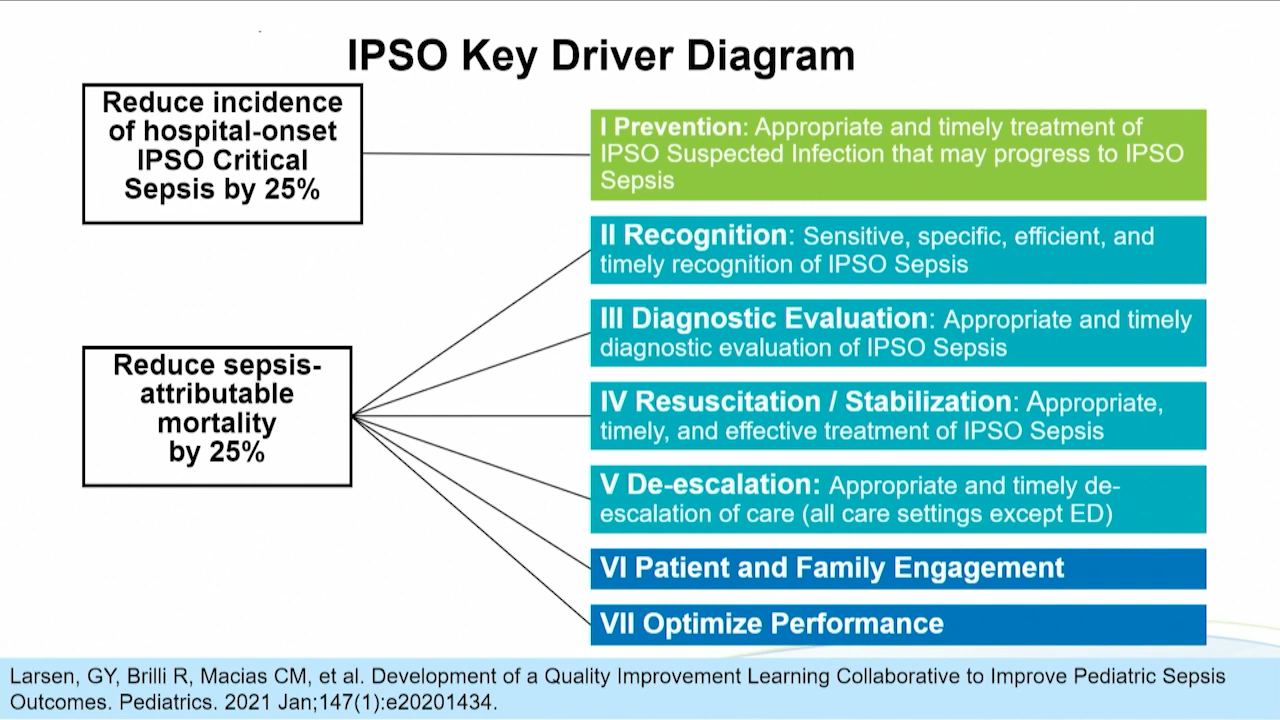 IPSO Key Driver Diagram
Reduce incidence
of hospital-onset
IPSO Critical
Sepsis by 25%
I Prevention: Appropriate and timely treatment of
IPSO Suspected Infection that may progress to IPSO
Sepsis
II Recognition: Sensitive, specific, efficient, and
timely recognition of IPSO Sepsis
III Diagnostic Evaluation: Appropriate and timely
diagnostic evaluation of IPSO Sepsis
Reduce sepsis-
attributable
mortality
by 25%
IV Resuscitation / Stabilization: Appropriate,
timely, and effective treatment of IPSO Sepsis
V De-escalation: Appropriate and timely de-
escalation of care (all care settings except ED)
VI Patient and Family Engagement
VII Optimize Performance
Larsen, GY, Brilli R, Macias CM, et al. Development of a Quality Improvement Learning Collaborative to Improve Pediatric Sepsis
Outcomes. Pediatrics. 2021 Jan;147(1):e20201434.